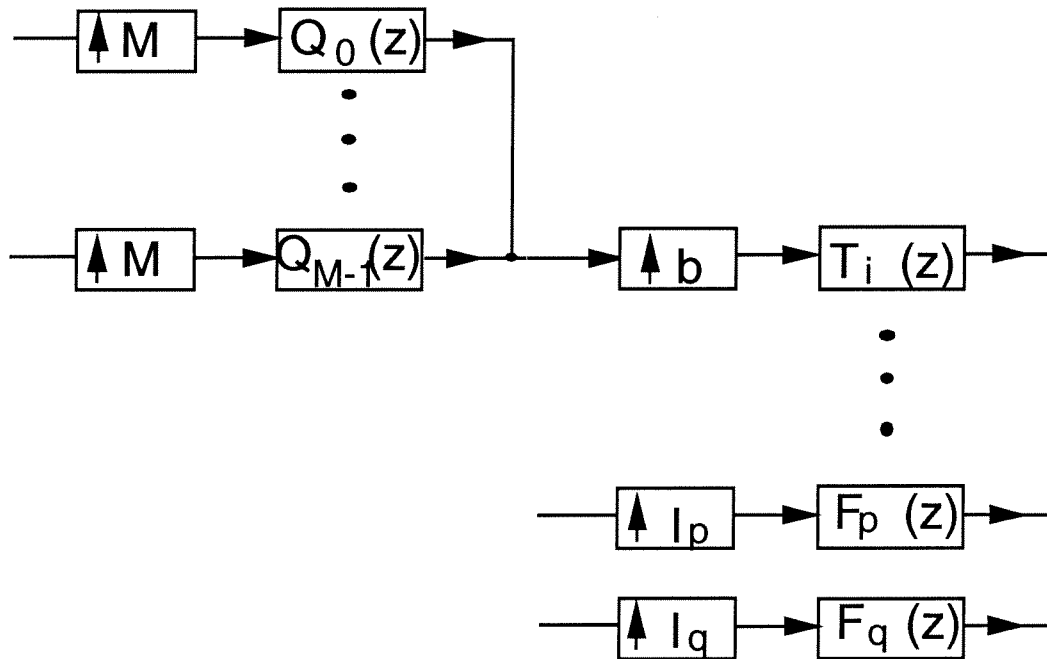 ↑ M Q0 (z)
↑ M QM-1(z)
↑ b Ti (z)
↑ Ip Fp (z)
↑ Iq Fq (z)